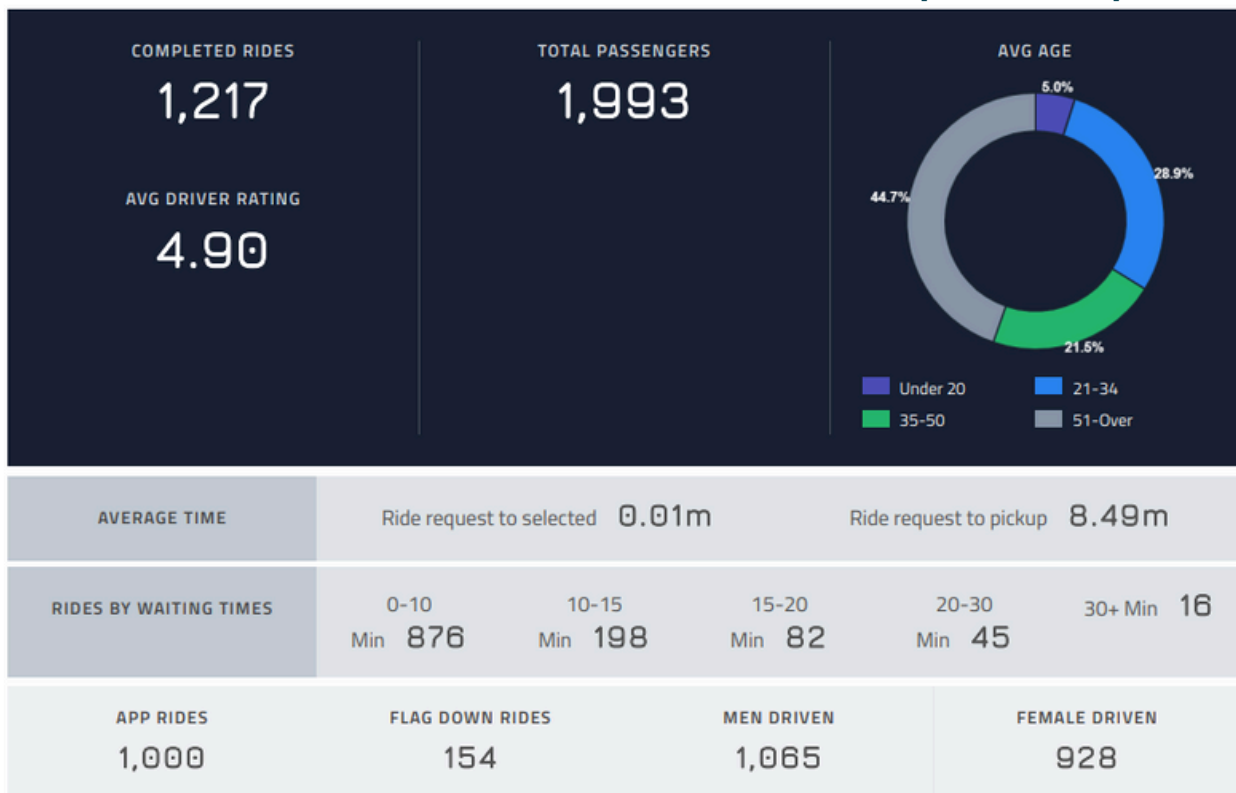 COMPLETED RIDES
1,217
AVG DRIVER RATING
4.90
TOTAL PASSENGERS
1,993
AVG AGE
5.0%
28.9%
44.7%
21.5%
Under 20
21-34
35-50
51-Over
AVERAGE TIME
Ride request to selected 0.01m
Ride request to pickup 8.49m
RIDES BY WAITING TIMES
0-10
Min 876
10-15
Min 198
15-20
Min 82
20-30
Min 45
30+ Min 16
APP RIDES
1,000
FLAG DOWN RIDES
154
MEN DRIVEN
1,065
FEMALE DRIVEN
928